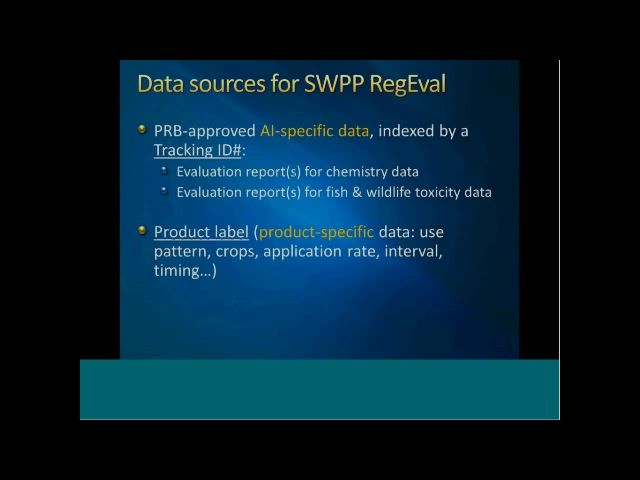 Data sources for SWPP RegEval
PRB-approved AI-specific data, indexed by a
Tracking ID#:
Evaluation report(s) for chemistry data
Evaluation report(s) for fish & wildlife toxicity data
Product label (product-specific data: use
pattern, crops, application rate, interval,
timing…)